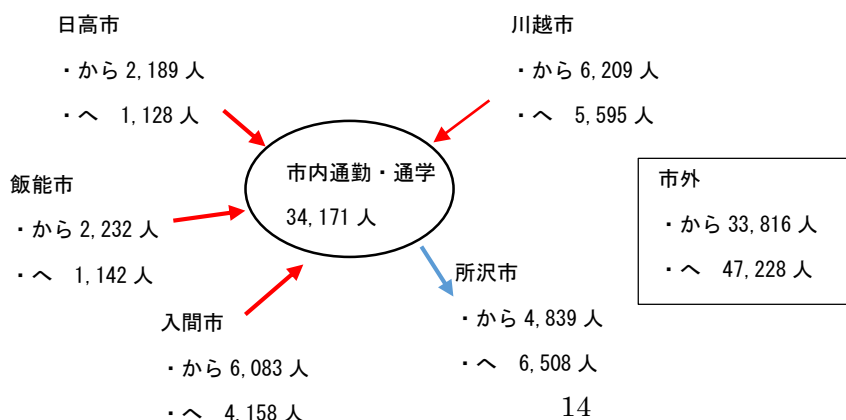 日高市
・から 2,189 人
・へ 1,128 人
川越市
・から 6,209 人
・へ 5,595 人
市内通勤・通学
34,171 人
市外
・から 33,816 人
・へ 47,228 人
飯能市
・から 2,232 人
・へ 1,142 人
所沢市
・から 4,839 人
・へ 6,508 人
入間市
・から 6,083 人
・へ 4,158 人
14